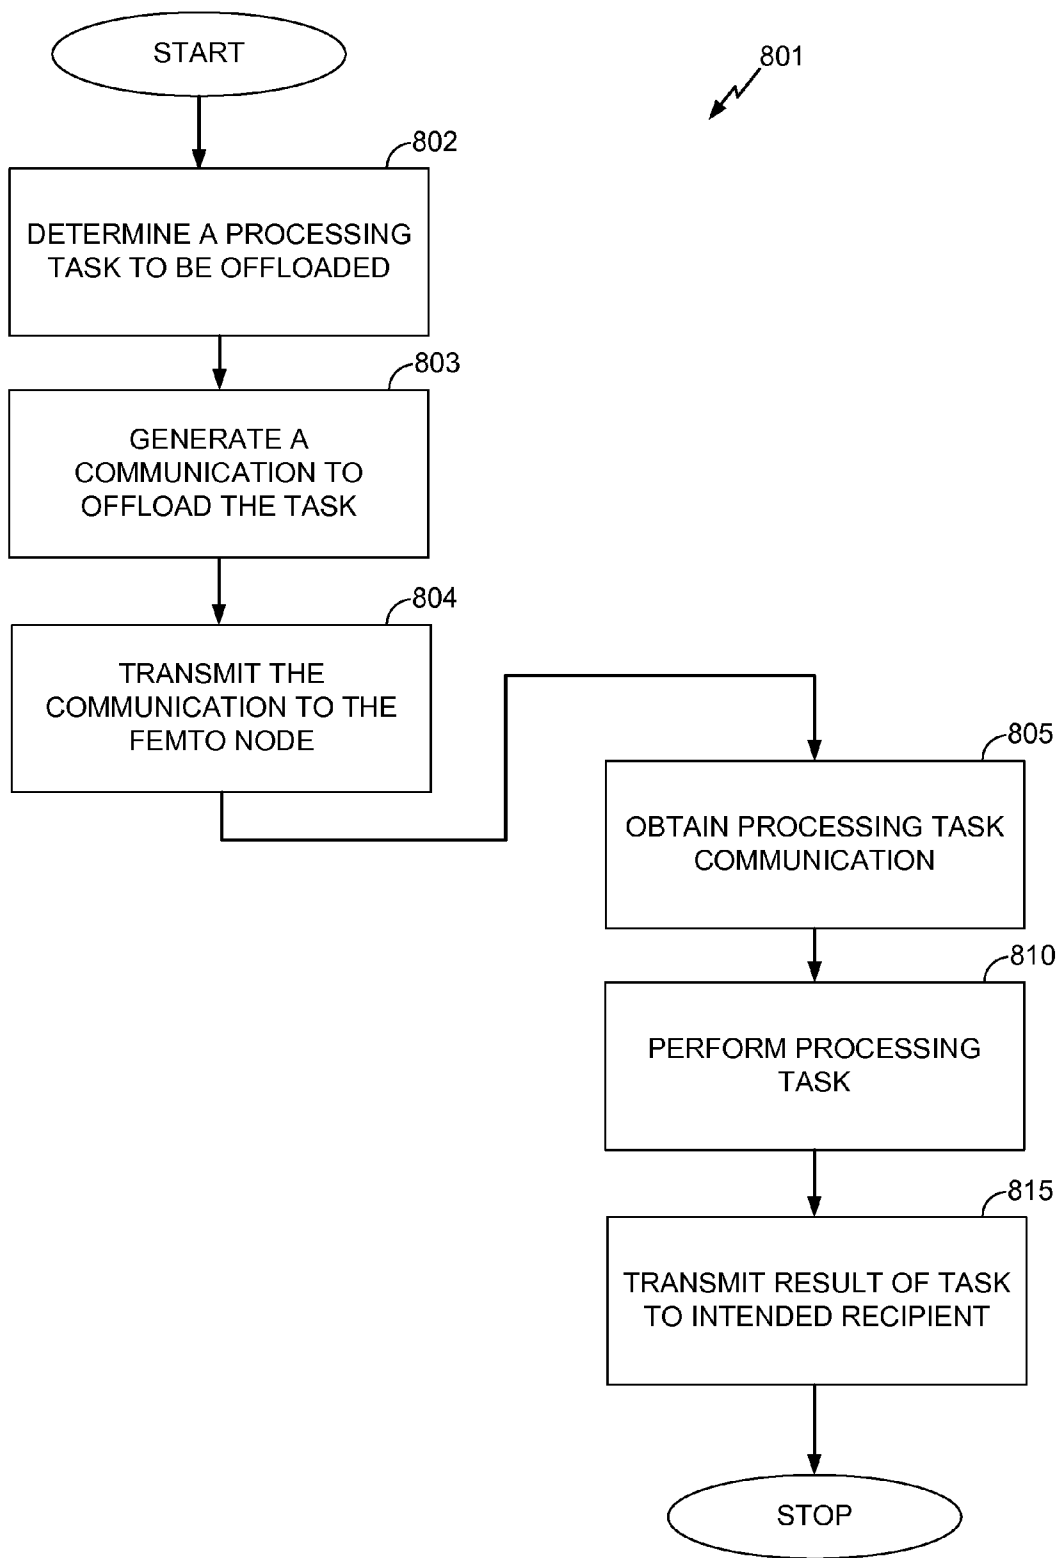 START
801
802
DETERMINE A PROCESSING
TASK TO BE OFFLOADED
803
GENERATE A
COMMUNICATION TO
OFFLOAD THE TASK
804
TRANSMIT THE
COMMUNICATION TO THE
FEMTO NODE
805
OBTAIN PROCESSING TASK
COMMUNICATION
810
PERFORM PROCESSING
TASK
815
TRANSMIT RESULT OF TASK
TO INTENDED RECIPIENT
STOP